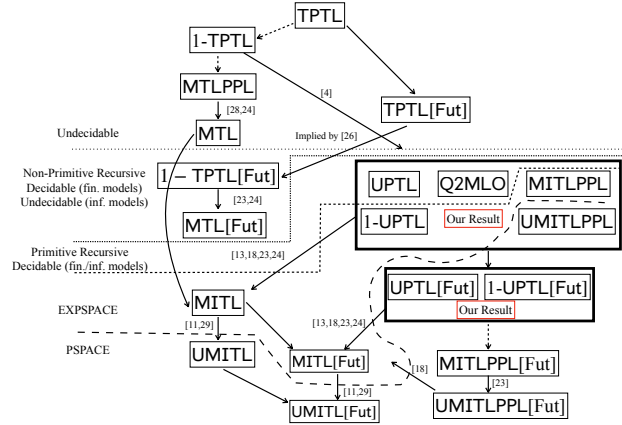 TPTL
1-TPTL
MTLPPL
[4]
[28,24]
TPTL[Fut]
Undecidable
MTL
Implied by [26]
Non-Primitive Recursive
Decidable (fin. models)
Undecidable (inf. models)
1 − TPTL[Fut]
[23,24]
MTL[Fut]
UPTL
Q2MLO
MITLPPL
1-UPTL
Our Result
UMITLPPL
Primitive Recursive
Decidable (fin./inf. models)
[13,18,23,24]
UPTL[Fut]
1-UPTL[Fut]
Our Result
EXPSPACE
MITL
[11,29]
[13,18,23,24]
PSPACE
UMITL
MITL[Fut]
[18]
MITLPPL[Fut]
[23]
[11,29]
UMITL[Fut]
UMITLPPL[Fut]